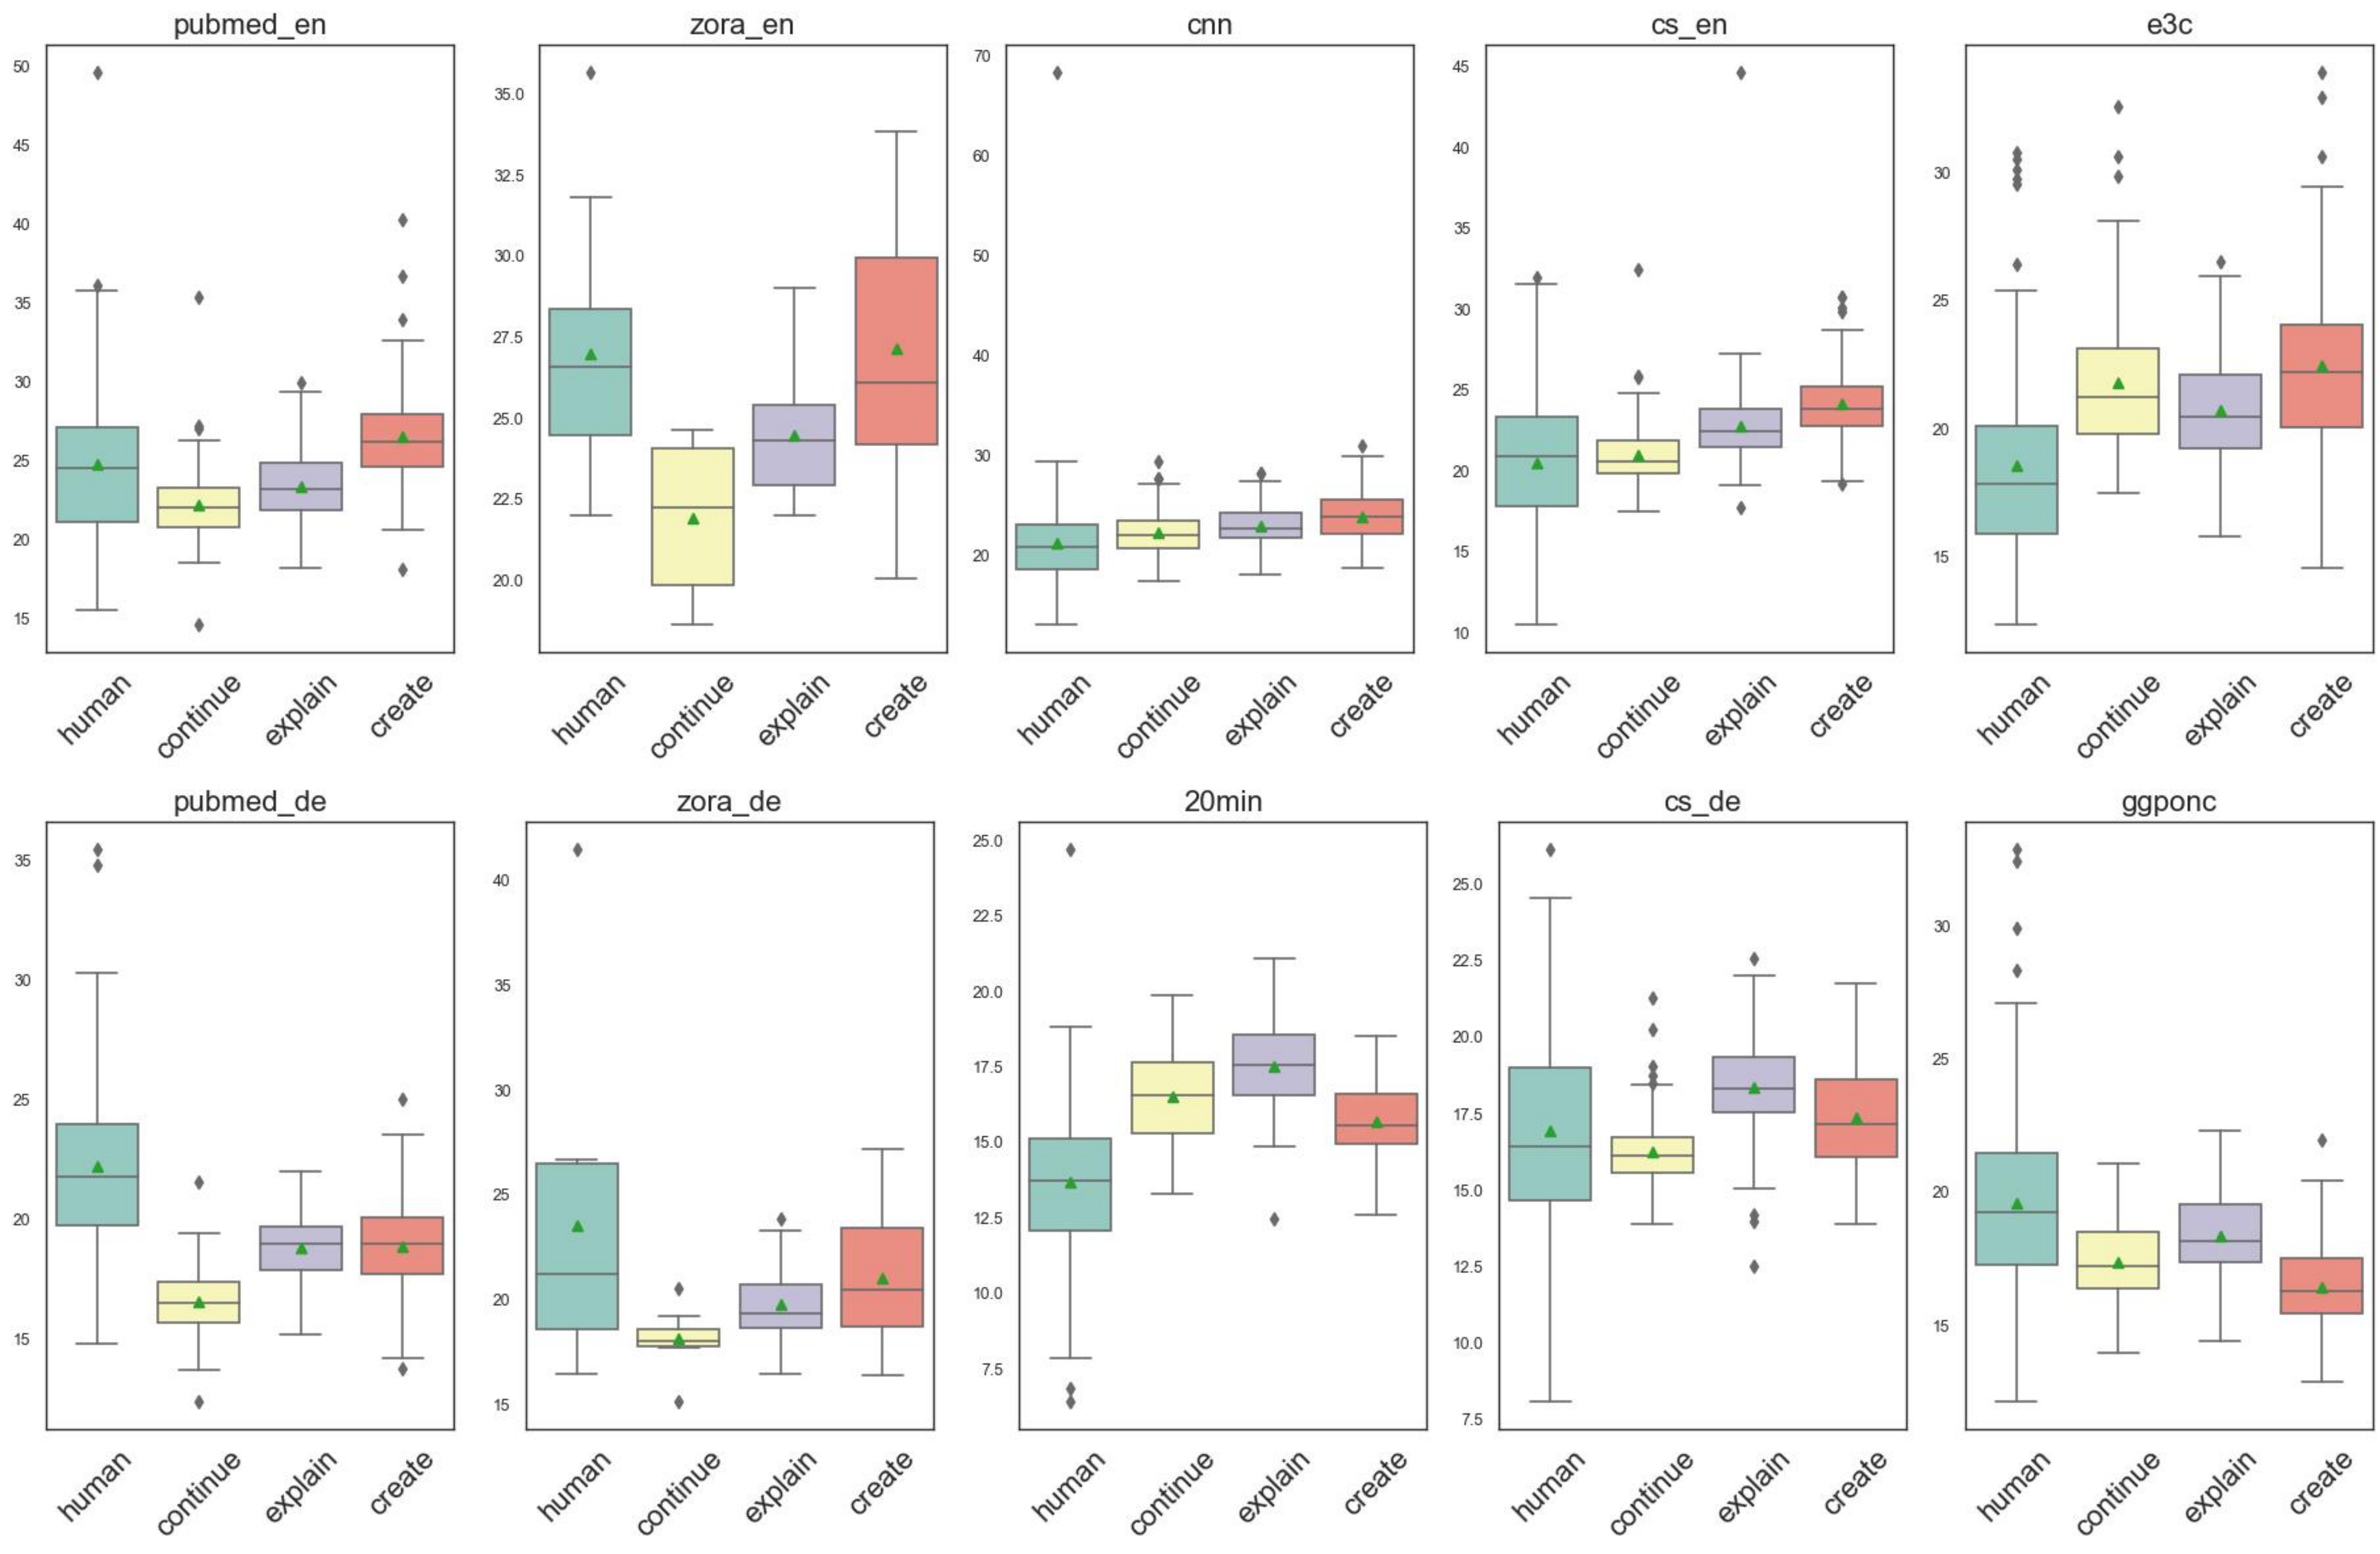 pubmed_en
50
45
40
35
30
25
20
15
human
continue
explain
create
zora_en
35.0
32.5
30.0
27.5
25.0
22.5
20.0
human
continue
explain
create
cnn
70
60
50
40
30
20
human
continue
explain
create
cs_en
45
40
35
30
25
20
15
10
human
continue
explain
create
e3c
30
25
20
15
human
continue
explain
create
pubmed_de
35
30
25
20
15
human
continue
explain
create
zora_de
40
35
30
25
20
15
human
continue
explain
create
20min
25.0
22.5
20.0
17.5
15.0
12.5
10.0
7.5
human
continue
explain
create
cs_de
25.0
22.5
20.0
17.5
15.0
12.5
10.0
7.5
human
continue
explain
create
ggponc
30
25
20
15
human
continue
explain
create